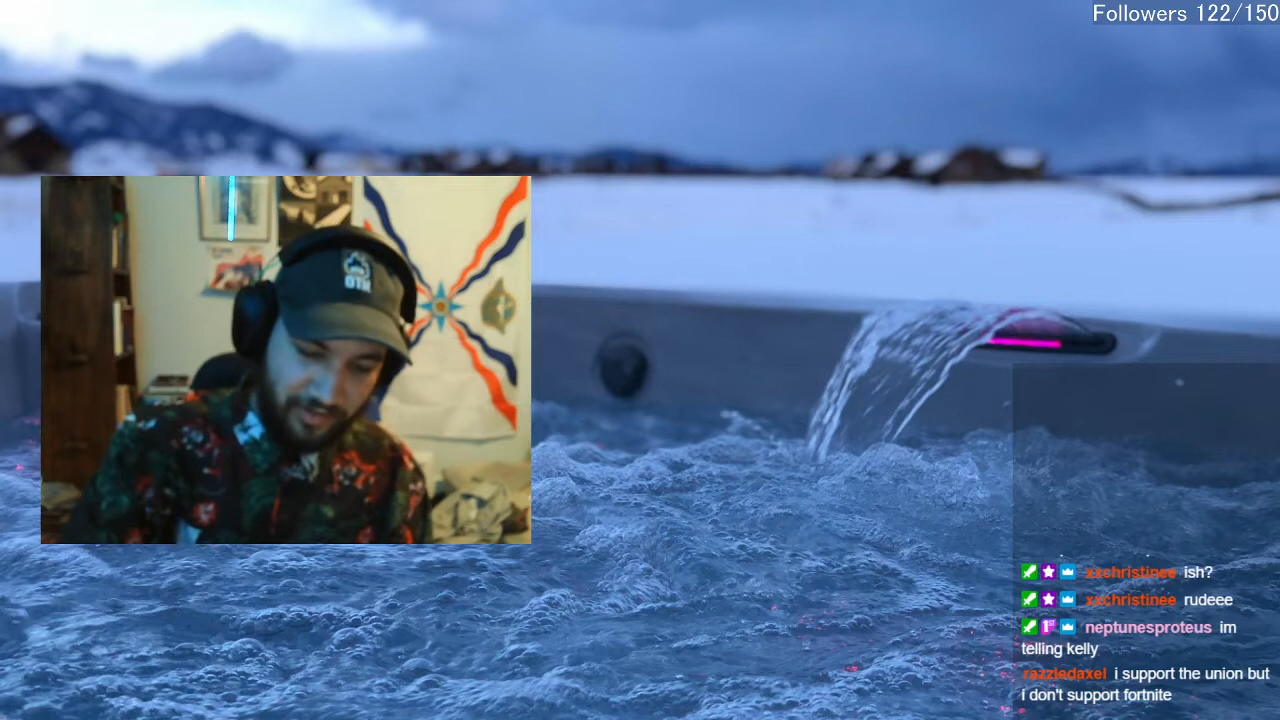 Followers 122/150
OTK
xxchristinee ish?
xxchristinee rudeee
neptunesproteus im
telling kelly
razzledaxel i support the union but
i don't support fortnite